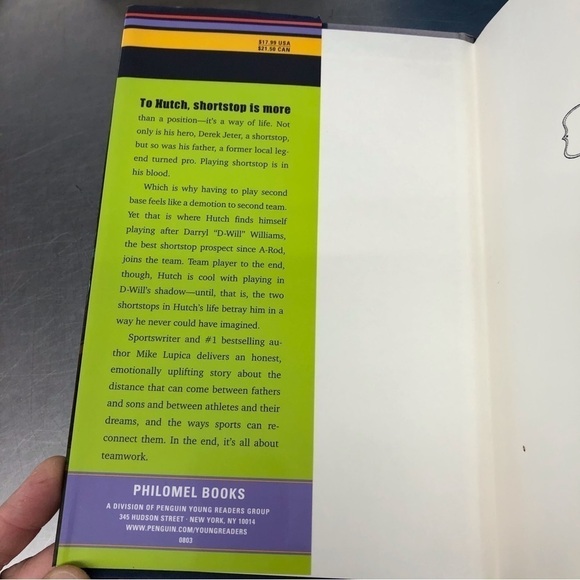 $17.99 USA
$21.50 CAN
To Hutch, shortstop is more
than a position—it's a way of life. Not
only is his hero, Derek Jeter, a shortstop,
but so was his father, a former local leg-
end turned pro. Playing shortstop is in
his blood.
Which is why having to play second
base feels like a demotion to second team.
Yet that is where Hutch finds himself
playing after Darryl "D-Will" Williams,
the best shortstop prospect since A-Rod,
joins the team. Team player to the end,
though, Hutch is cool with playing in
D-Will's shadow—until, that is, the two
shortstops in Hutch's life betray him in a
way he never could have imagined.
Sportswriter and #1 bestselling au-
thor Mike Lupica delivers an honest,
emotionally uplifting story about the
distance that can come between fathers
and sons and between athletes and their
dreams, and the ways sports can re-
connect them. In the end, it's all about
teamwork.
PHILOMEL BOOKS
A DIVISION OF PENGUIN YOUNG READERS GROUP
345 HUDSON STREET · NEW YORK, NY 10014
WWW.PENGUIN.COM/YOUNGREADERS
0803